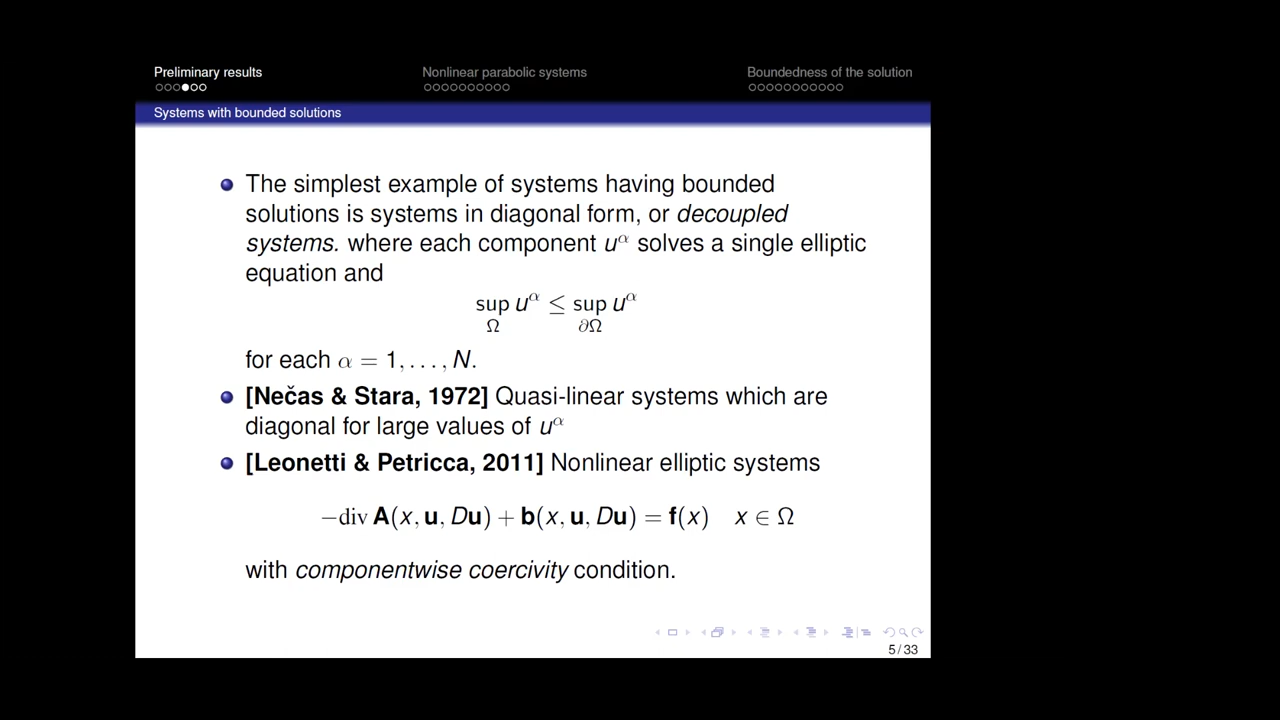 Preliminary results
Nonlinear parabolic systems
Boundedness of the solution
Systems with bounded solutions
The simplest example of systems having bounded
solutions is systems in diagonal form, or decoupled
systems. where each component u^α solves a single elliptic
equation and
sup_Ω u^α ≤ sup_∂Ω u^α
for each α = 1, . . . , N.
[Nečas & Stara, 1972] Quasi-linear systems which are
diagonal for large values of u^α
[Leonetti & Petricca, 2011] Nonlinear elliptic systems
−div A(x, u, Du) + b(x, u, Du) = f(x) x ∈ Ω
with componentwise coercivity condition.
5 / 33